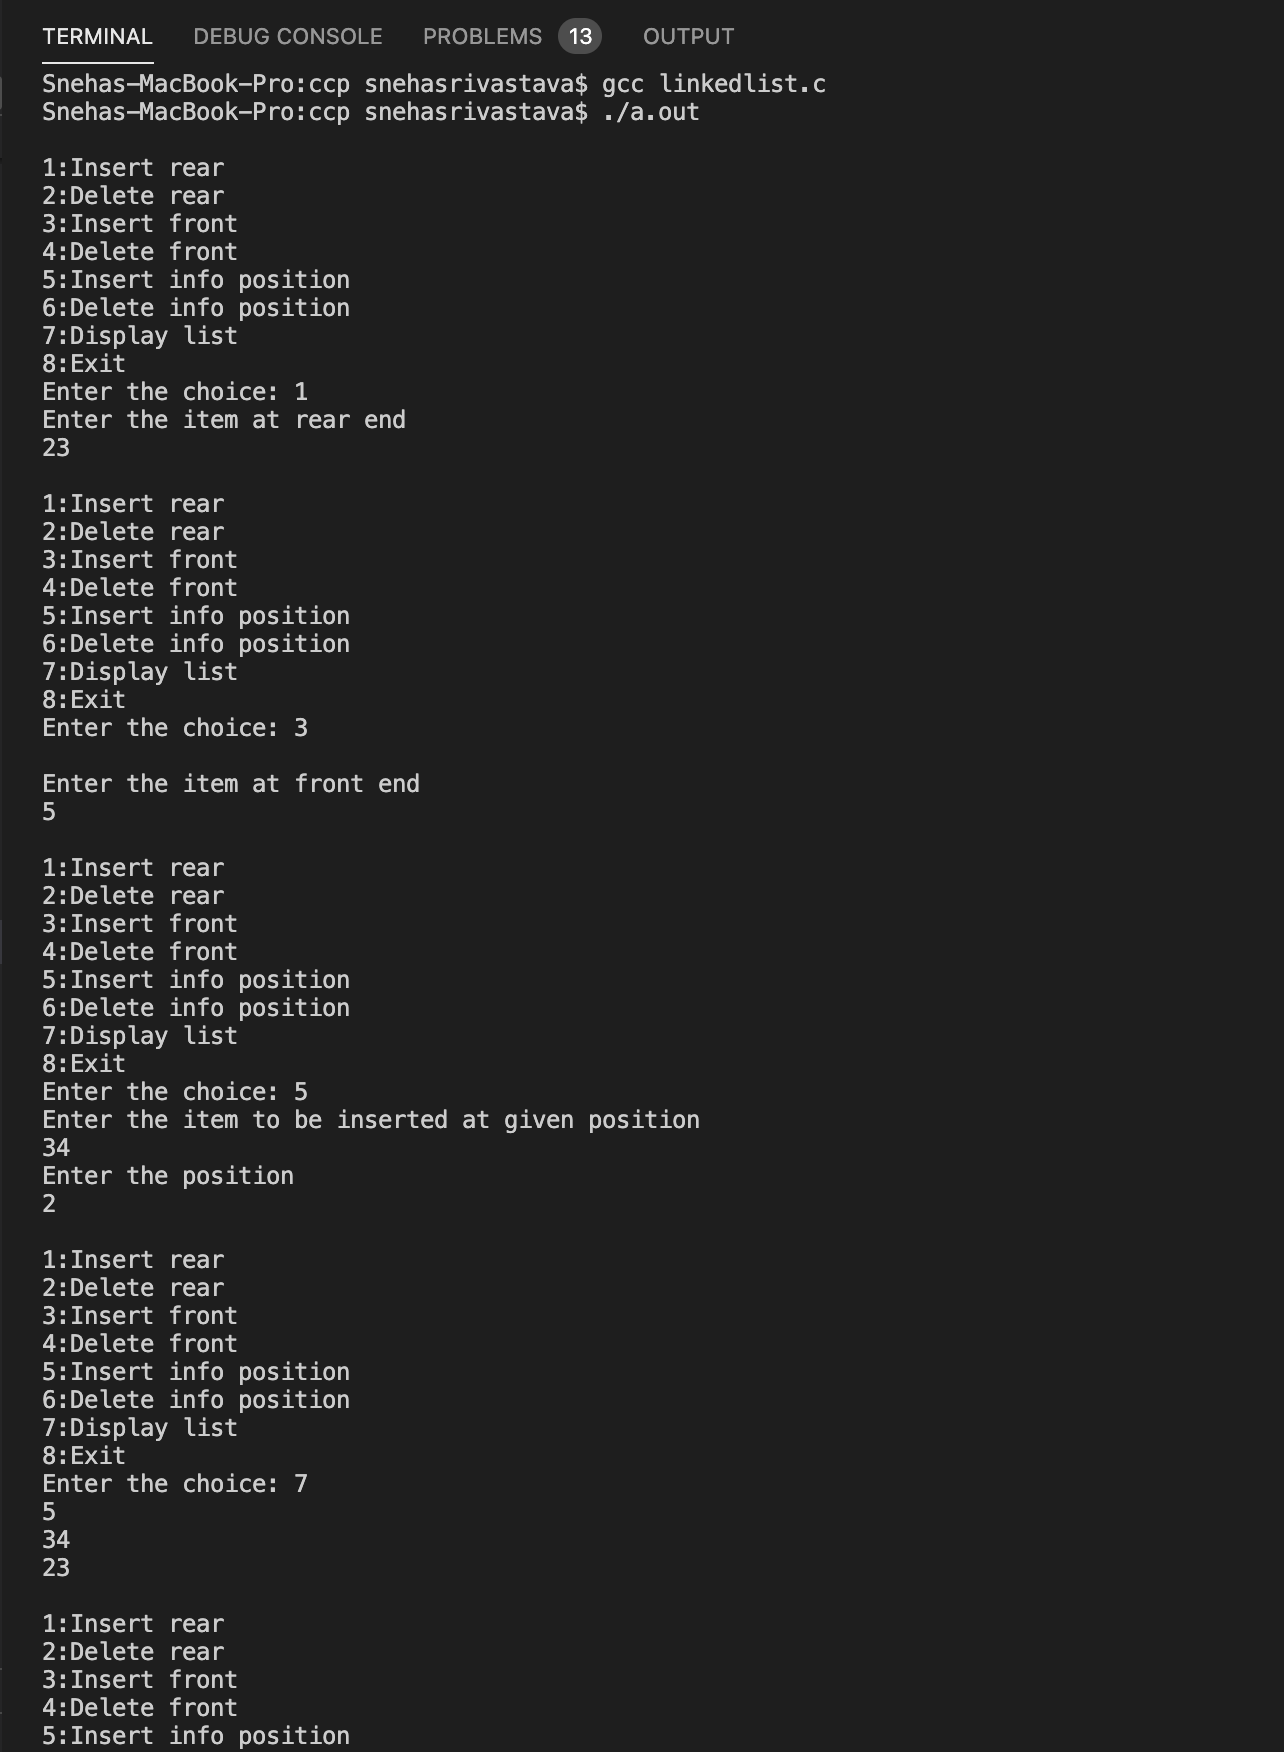 TERMINAL DEBUG CONSOLE PROBLEMS 13 OUTPUT
Snehas-MacBook-Pro:ccp snehasrivastava$ gcc linkedlist.c
Snehas-MacBook-Pro:ccp snehasrivastava$ ./a.out
1:Insert rear
2:Delete rear
3:Insert front
4:Delete front
5:Insert info position
6:Delete info position
7:Display list
8:Exit
Enter the choice: 1
Enter the item at rear end
23
1:Insert rear
2:Delete rear
3:Insert front
4:Delete front
5:Insert info position
6:Delete info position
7:Display list
8:Exit
Enter the choice: 3
Enter the item at front end
5
1:Insert rear
2:Delete rear
3:Insert front
4:Delete front
5:Insert info position
6:Delete info position
7:Display list
8:Exit
Enter the choice: 5
Enter the item to be inserted at given position
34
Enter the position
2
1:Insert rear
2:Delete rear
3:Insert front
4:Delete front
5:Insert info position
6:Delete info position
7:Display list
8:Exit
Enter the choice: 7
5
34
23
1:Insert rear
2:Delete rear
3:Insert front
4:Delete front
5:Insert info position